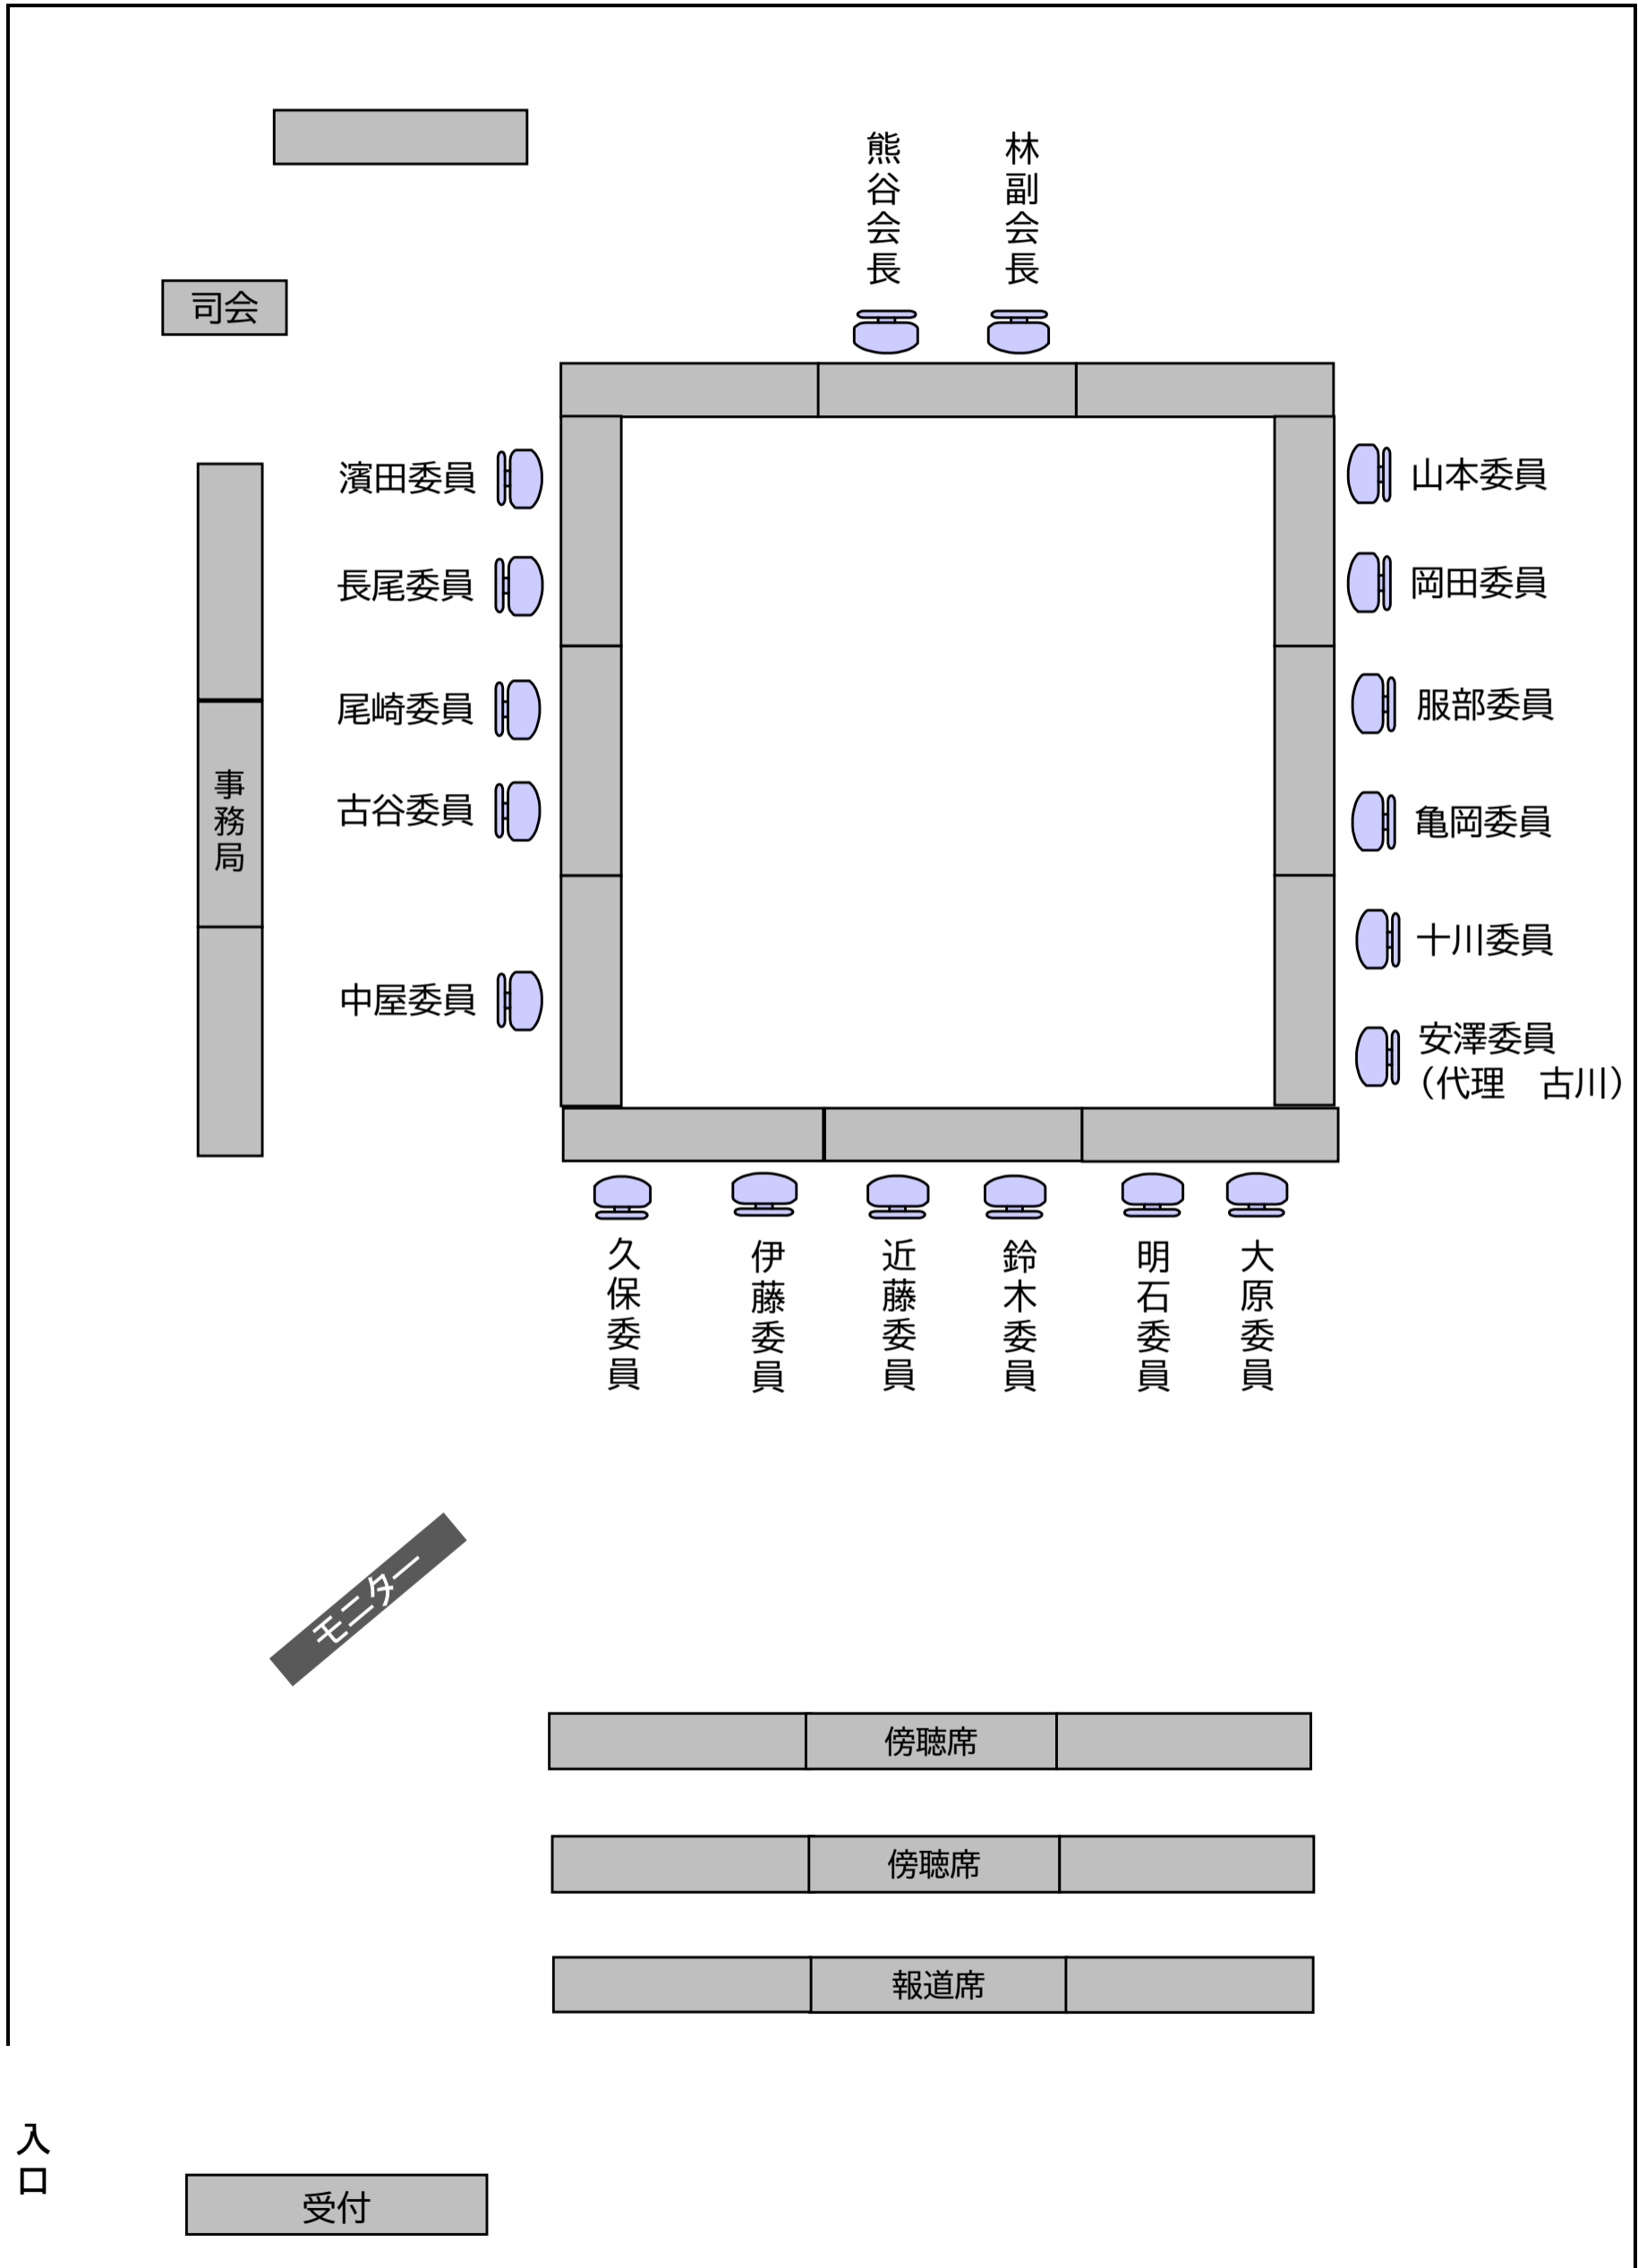 熊谷会長
林副会長
司会
濱田委員
長尾委員
尾崎委員
古谷委員
中屋委員
事務局
山本委員
岡田委員
服部委員
亀岡委員
十川委員
安澤委員
（代理　古川）
久保委員
伊藤委員
近藤委員
鈴木委員
明石委員
大原委員
モニター
傍聴席
傍聴席
報道席
入口
受付